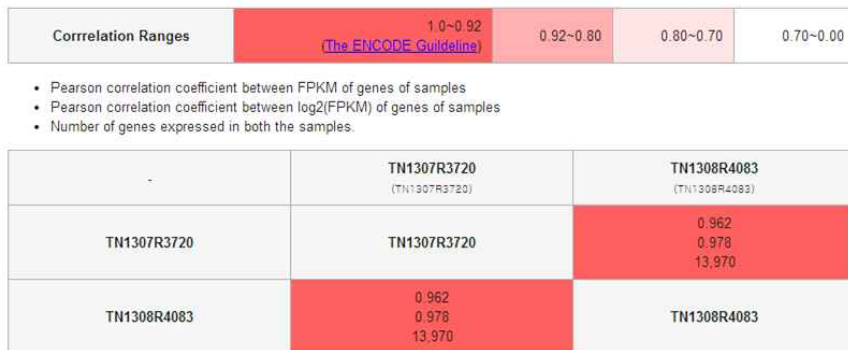 Corrrelation Ranges
1.0~0.92
(The ENCODE Guildeline)
0.92~0.80
0.80~0.70
0.70~0.00
• Pearson correlation coefficient between FPKM of genes of samples
• Pearson correlation coefficient between log2(FPKM) of genes of samples
• Number of genes expressed in both the samples.
-
TN1307R3720
(TN1307R3720)
TN1308R4083
(TN1308R4083)
TN1307R3720
TN1307R3720
0.962
0.978
13,970
TN1308R4083
0.962
0.978
13,970
TN1308R4083